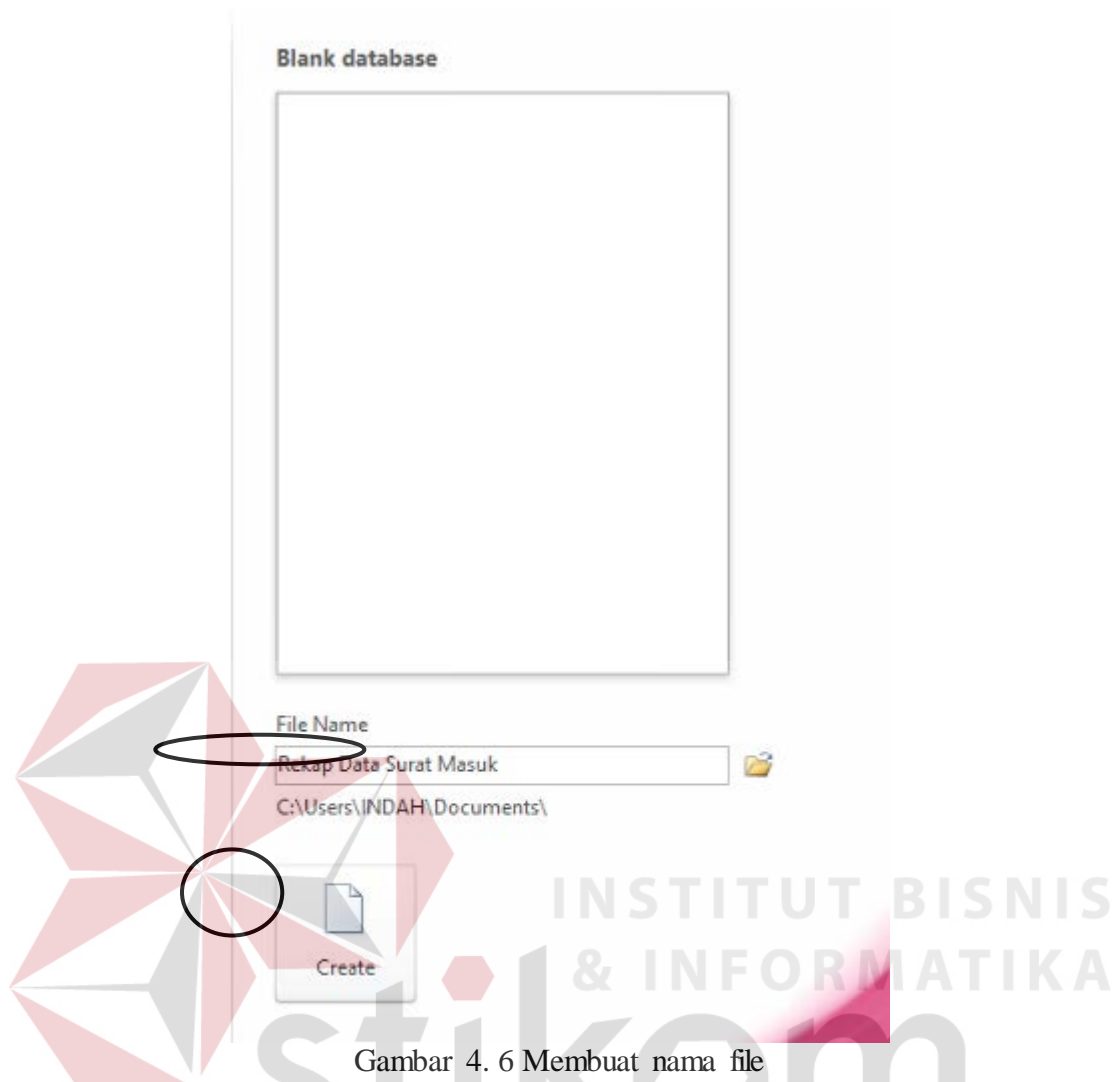 Blank database
File Name
Rekap Data Surat Masuk
C:\Users\INDAH\Documents\
INSTITUT BISNIS
Create
& INFORMATIKA
stikom
Gambar 4. 6 Membuat nama file